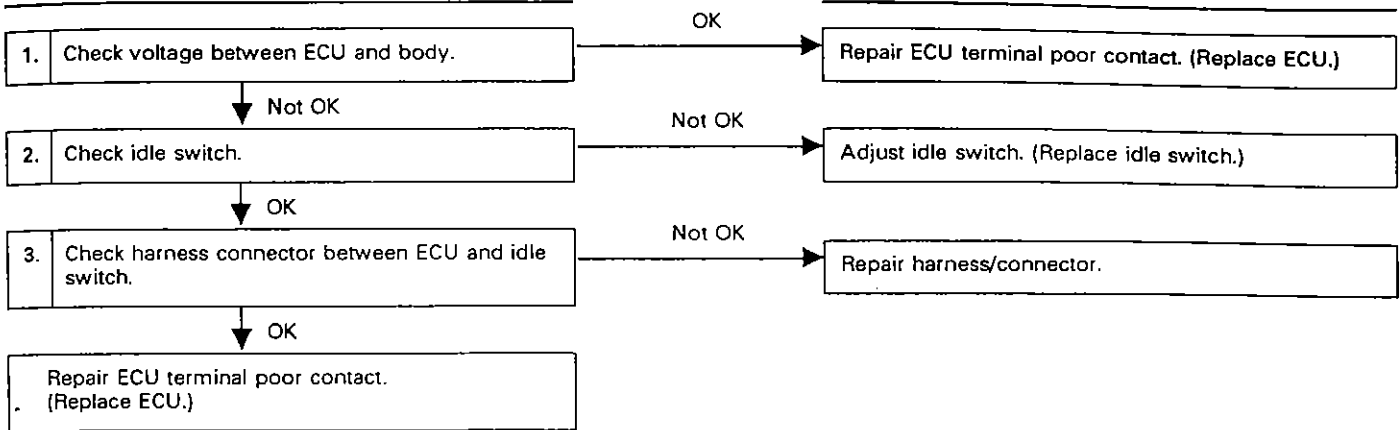 OK
1. Check voltage between ECU and body.
Repair ECU terminal poor contact. (Replace ECU.)
Not OK
Not OK
2. Check idle switch.
Adjust idle switch. (Replace idle switch.)
OK
Not OK
3. Check harness connector between ECU and idle
switch.
Repair harness/connector.
OK
Repair ECU terminal poor contact.
(Replace ECU.)